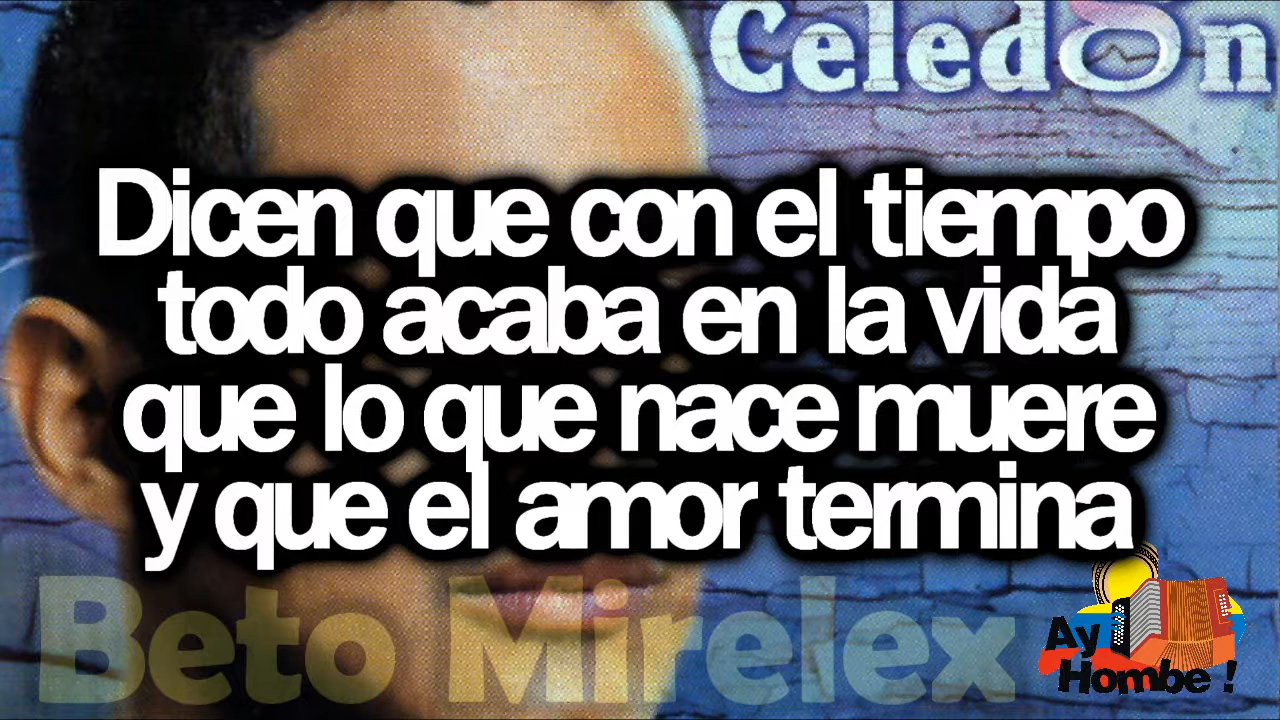 Celedón
Dicen que con el tiempo
todo acaba en la vida
que lo que nace muere
y que el amor termina
Beto Mirelex
Ay
Hombe !